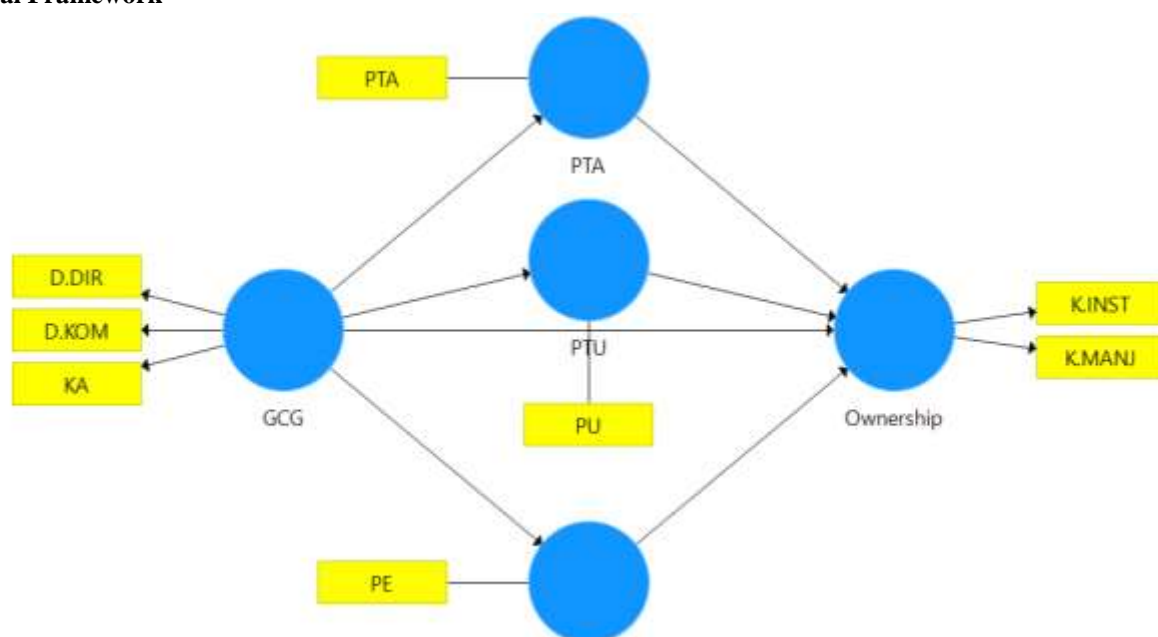 al Framework
PTA
PTA
D.DIR
D.KOM
KA
GCG
PTU
PU
K.INST
K.MANJ
Ownership
PE